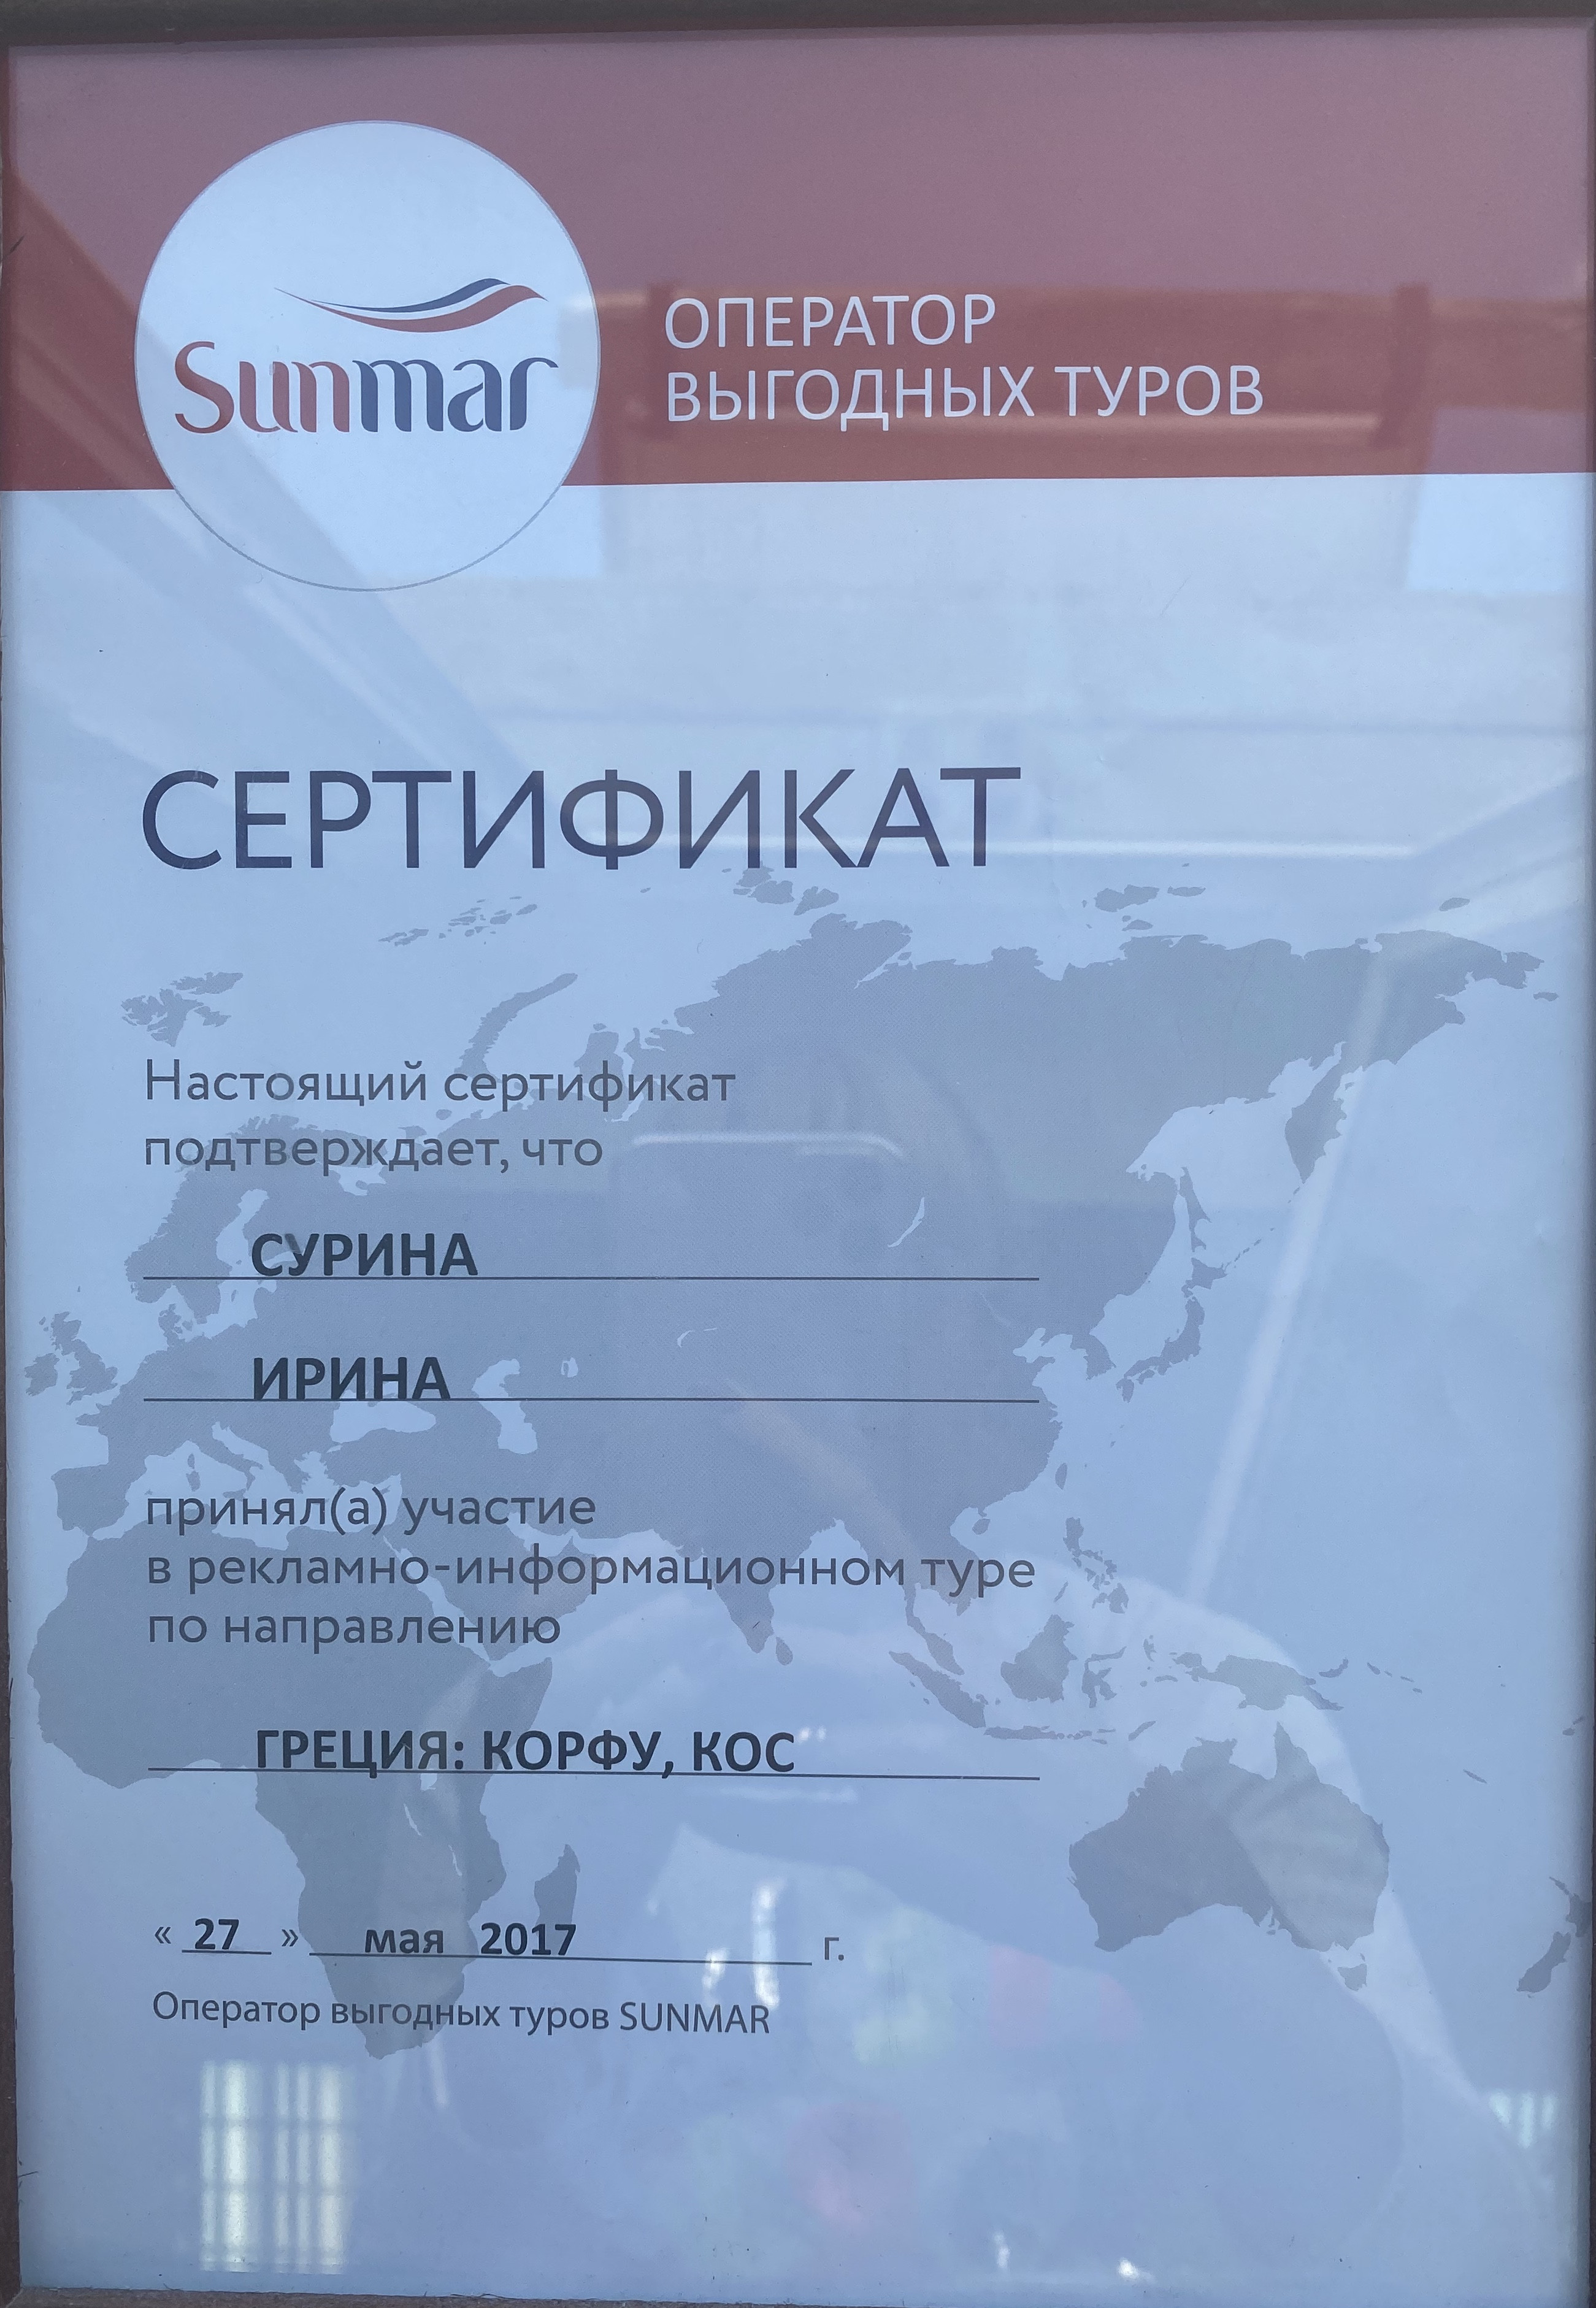 Sunmar
ОПЕРАТОР
ВЫГОДНЫХ ТУРОВ
СЕРТИФИКАТ
Настоящий сертификат
подтверждает, что
СУРИНА
ИРИНА
принял(а) участие
в рекламно-информационном туре
по направлению
ГРЕЦИЯ: КОРФУ, КОС
« 27 » мая 2017 г.
Оператор выгодных туров SUNMAR